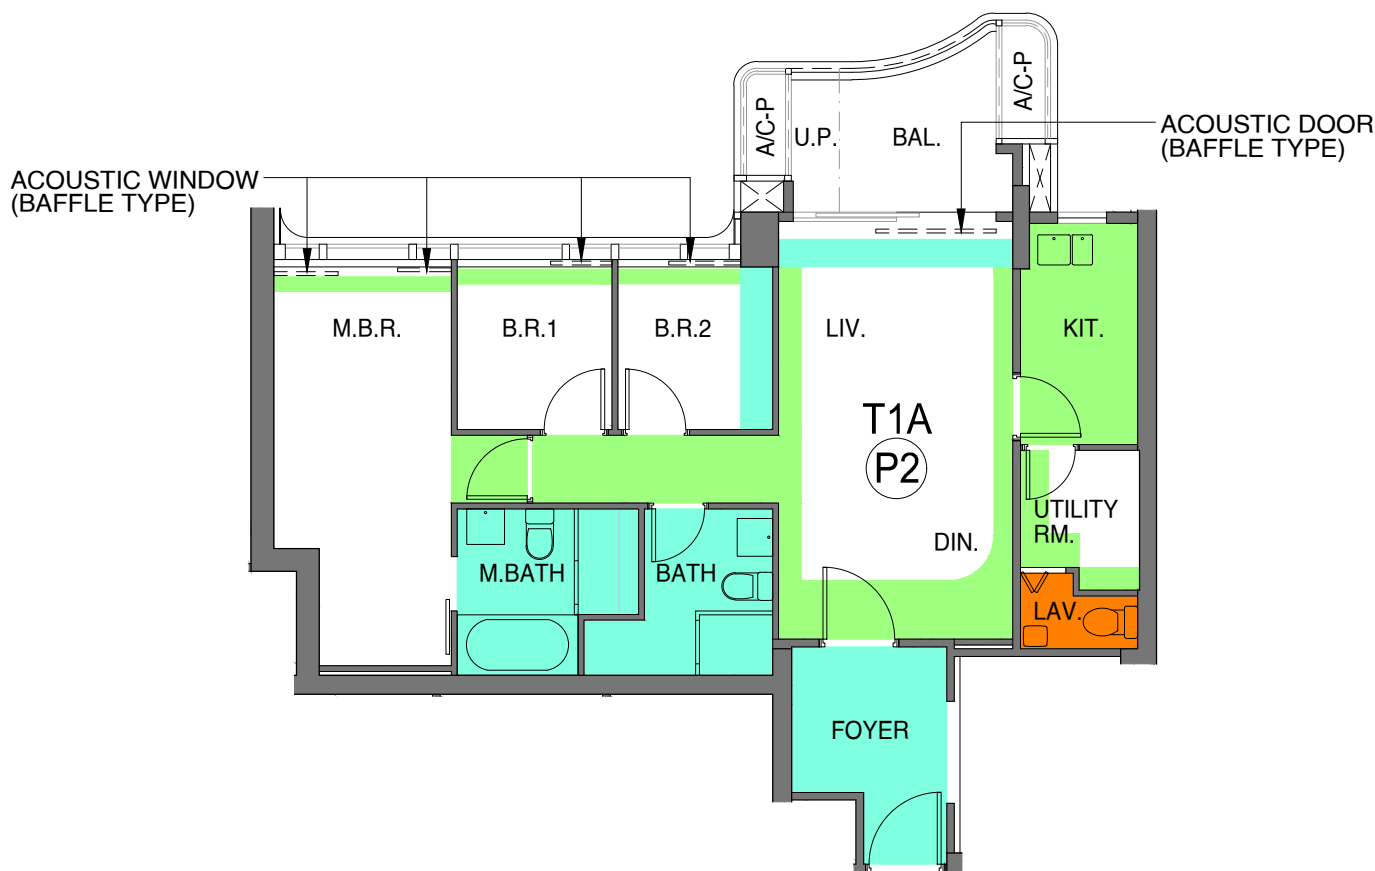 A/C-P
A/C-P
U.P.
BAL.
ACOUSTIC DOOR
(BAFFLE TYPE)
ACOUSTIC WINDOW
(BAFFLE TYPE)
M.B.R.
B.R.1
B.R.2
LIV.
KIT.
T1A
P2
UTILITY
RM.
DIN.
M.BATH
BATH
LAV.
FOYER